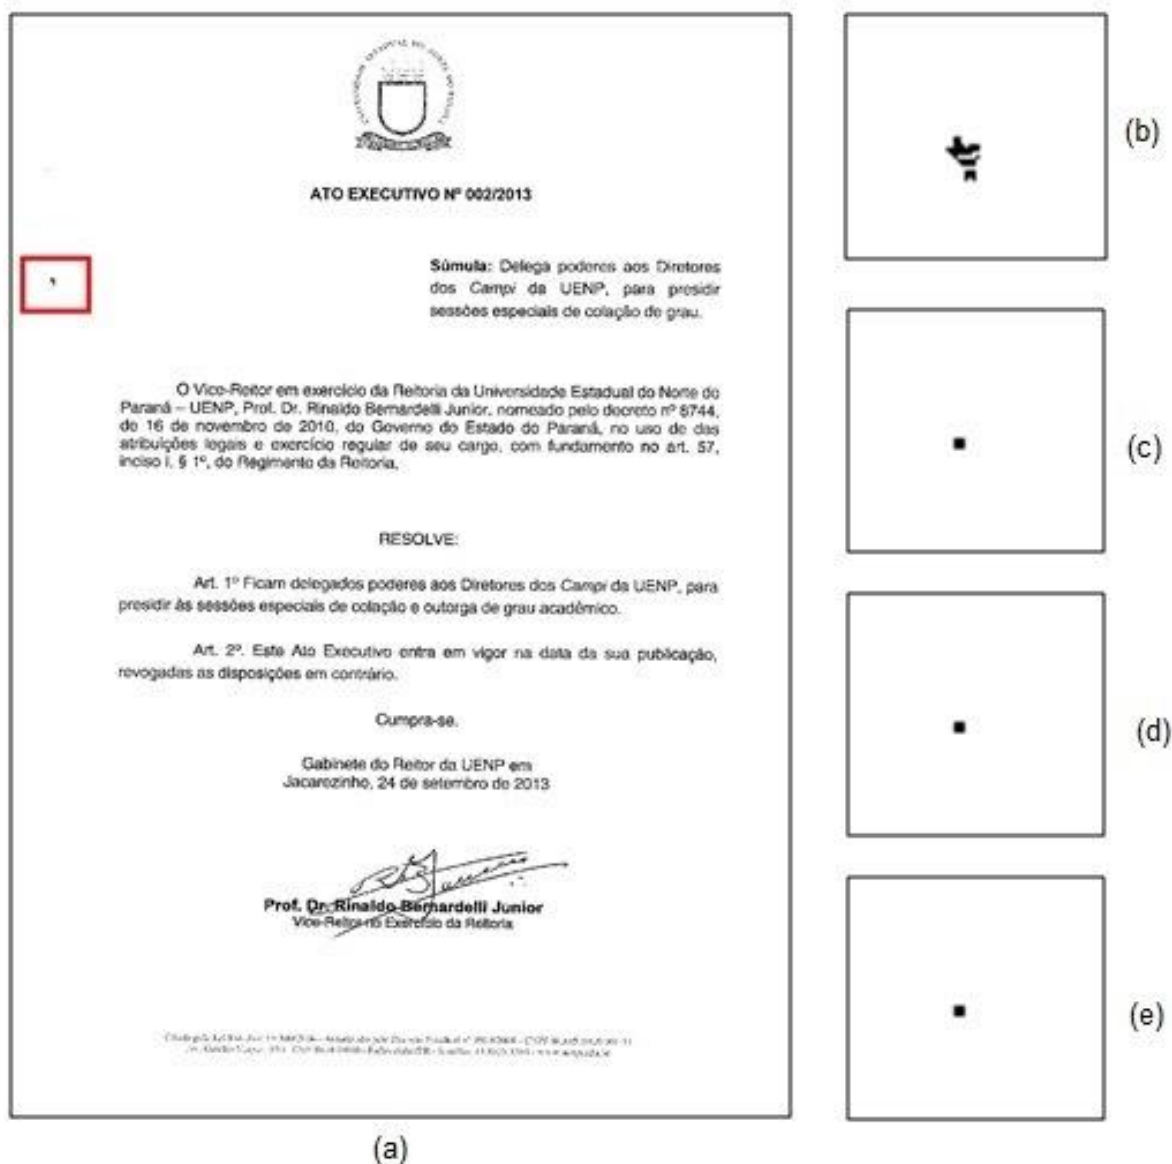 ATO EXECUTIVO Nº 002/2013
Súmula: Delega poderes aos Diretores
dos Campi da UENP, para presidir
sessões especiais de colação de grau.
O Vice-Reitor em exercício da Reitoria da Universidade Estadual do Norte do
Paraná – UENP, Prof. Dr. Rinaldo Bernardelli Junior, nomeado pelo decreto nº 8744,
de 16 de novembro de 2010, do Governo do Estado do Paraná, no uso de das
atribuições legais e exercício regular de seu cargo, com fundamento no art. 57,
inciso I, § 1º, do Regimento da Reitoria,
RESOLVE:
Art. 1º Ficam delegados poderes aos Diretores dos Campi da UENP, para
presidir às sessões especiais de colação e outorga de grau acadêmico.
Art. 2º. Este Ato Executivo entra em vigor na data da sua publicação,
revogadas as disposições em contrário.
Cumpra-se.
Gabinete do Reitor da UENP em
Jacarezinho, 24 de setembro de 2013
Prof. Dr. Rinaldo Bernardelli Junior
Vice-Reitor no Exercício da Reitoria
(a)
(b)
(c)
(d)
(e)